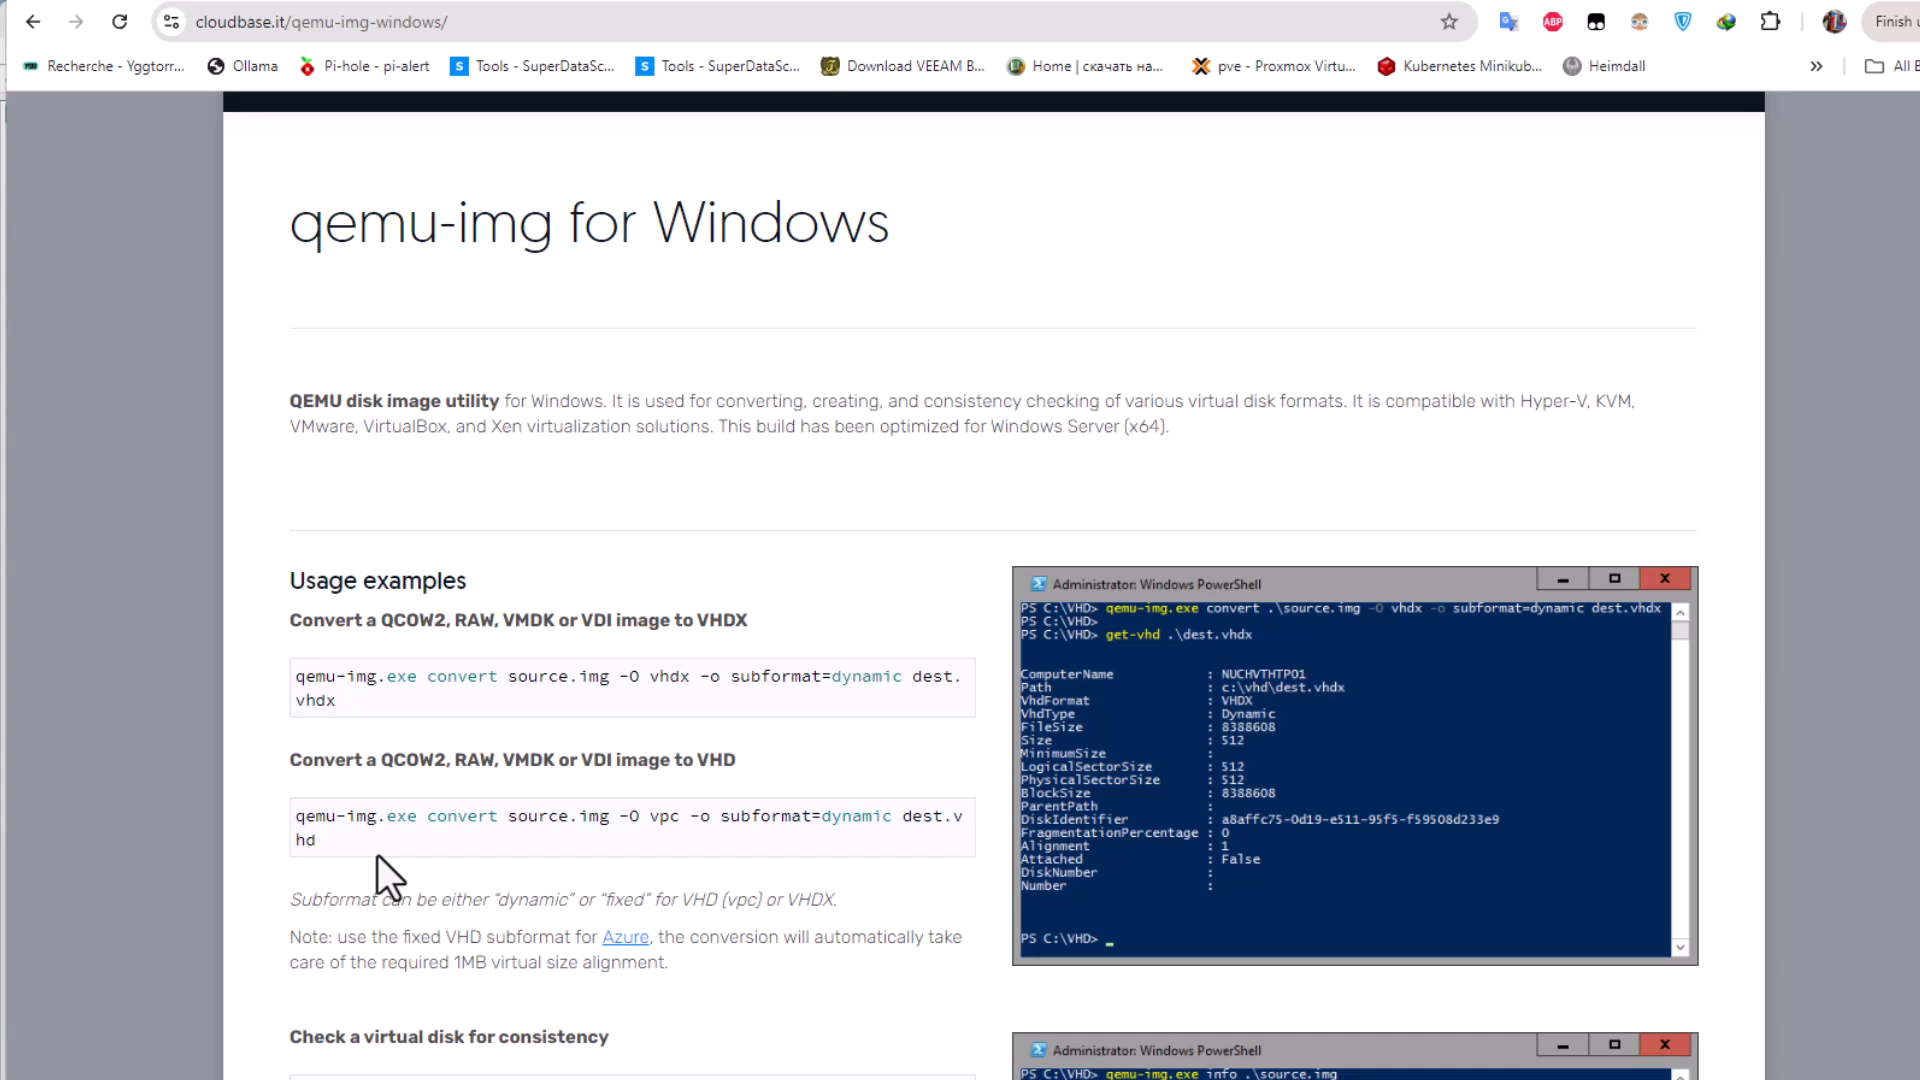 cloudbase.it/qemu-img-windows/
Finish u
Recherche - Yggtorr...
Ollama
Pi-hole - pi-alert
Tools - SuperDataSc...
Tools - SuperDataSc...
Download VEEAM B...
Home | скачать на...
pve - Proxmox Virtu...
Kubernetes Minikub...
Heimdall
All B
qemu-img for Windows
QEMU disk image utility for Windows. It is used for converting, creating, and consistency checking of various virtual disk formats. It is compatible with Hyper-V, KVM,
VMware, VirtualBox, and Xen virtualization solutions. This build has been optimized for Windows Server (x64).
Usage examples
Convert a QCOW2, RAW, VMDK or VDI image to VHDX
qemu-img.exe convert source.img -O vhdx -o subformat=dynamic dest.
vhdx
Convert a QCOW2, RAW, VMDK or VDI image to VHD
qemu-img.exe convert source.img -O vpc -o subformat=dynamic dest.v
hd
Subformat can be either “dynamic” or “fixed” for VHD (vpc) or VHDX.
Note: use the fixed VHD subformat for Azure, the conversion will automatically take
care of the required 1MB virtual size alignment.
Check a virtual disk for consistency
Administrator: Windows PowerShell
PS C:\VHD> qemu-img.exe convert .\source.img -O vhdx -o subformat=dynamic dest.vhdx
PS C:\VHD>
PS C:\VHD> get-vhd .\dest.vhdx
ComputerName : NUCHVTHTP01
Path : c:\vhd\dest.vhdx
VhdFormat : VHDX
VhdType : Dynamic
FileSize : 8388608
Size : 512
MinimumSize :
LogicalSectorSize : 512
PhysicalSectorSize : 512
BlockSize : 8388608
ParentPath :
DiskIdentifier : a8affc75-0d19-e511-95f5-f59508d233e9
FragmentationPercentage : 0
Alignment : 1
Attached : False
DiskNumber :
Number :
PS C:\VHD> _
Administrator: Windows PowerShell
PS C:\VHD> qemu-img.exe info .\source.img